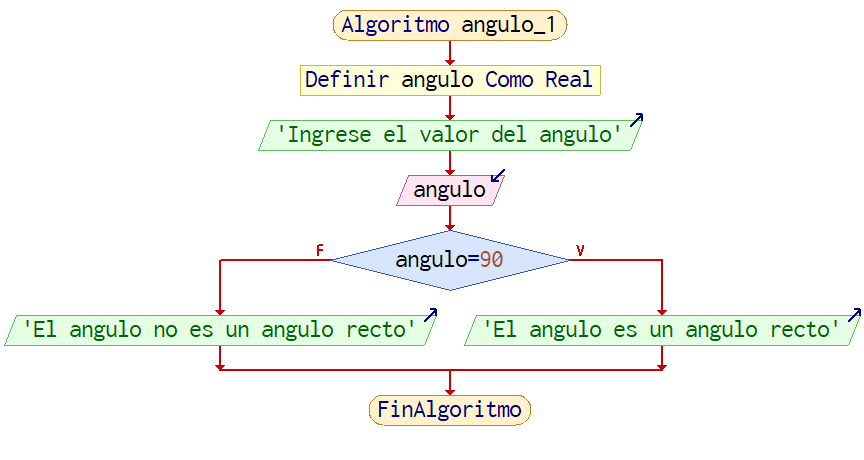 Algoritmo angulo_1
Definir angulo Como Real
'Ingrese el valor del angulo'
angulo
F
V
angulo=90
'El angulo no es un angulo recto'
'El angulo es un angulo recto'
FinAlgoritmo